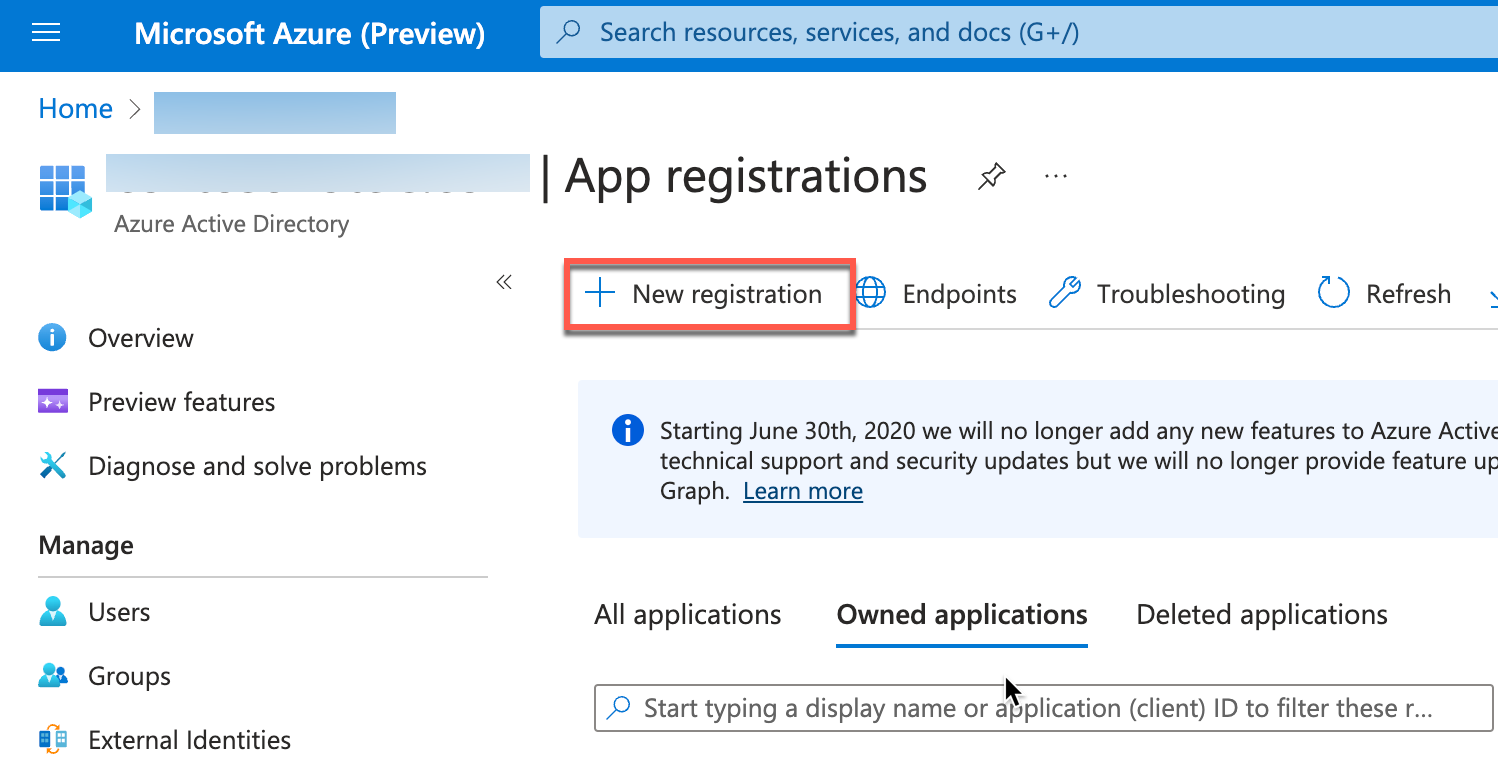 Microsoft Azure (Preview)
Search resources, services, and docs (G+/)
Home >
| App registrations
Azure Active Directory
New registration
Endpoints
Troubleshooting
Refresh
Overview
Preview features
Diagnose and solve problems
Starting June 30th, 2020 we will no longer add any new features to Azure Active
technical support and security updates but we will no longer provide feature up
Graph. Learn more
Manage
Users
Groups
External Identities
All applications
Owned applications
Deleted applications
Start typing a display name or application (client) ID to filter these r...